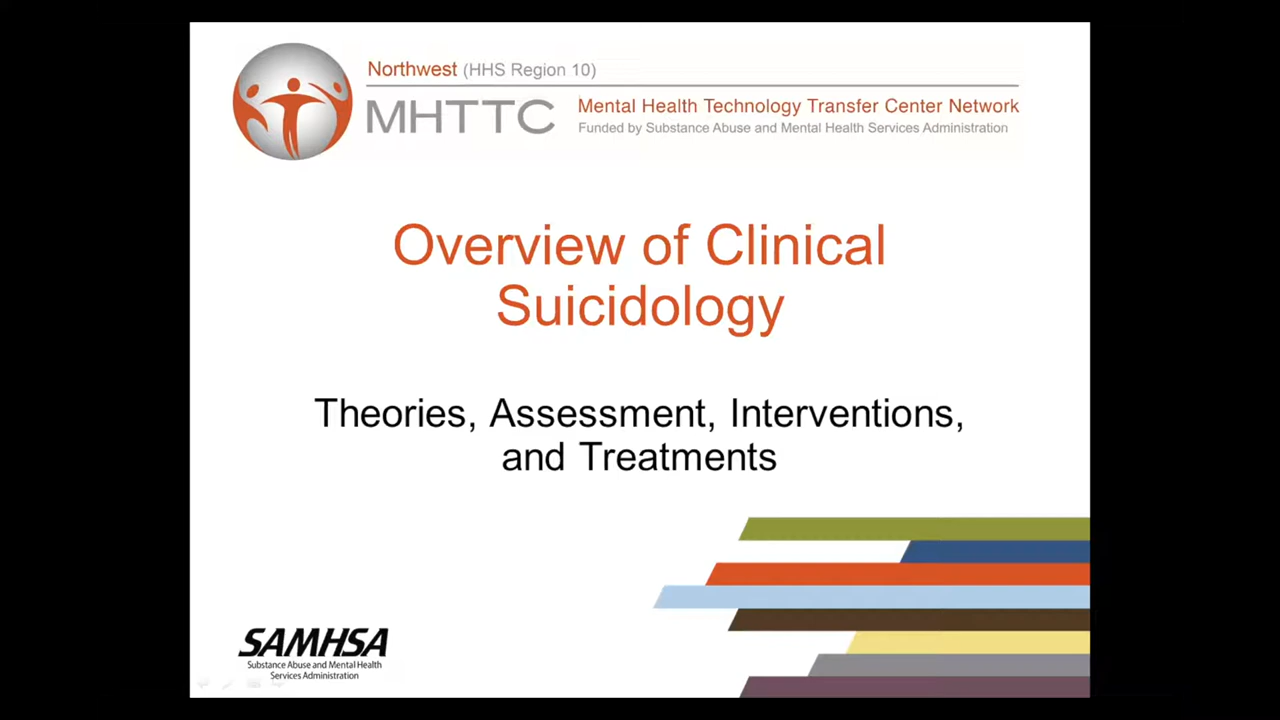 Northwest (HHS Region 10)
MHTTC
Mental Health Technology Transfer Center Network
Funded by Substance Abuse and Mental Health Services Administration
Overview of Clinical
Suicidology
Theories, Assessment, Interventions,
and Treatments
SAMHSA
Substance Abuse and Mental Health
Services Administration